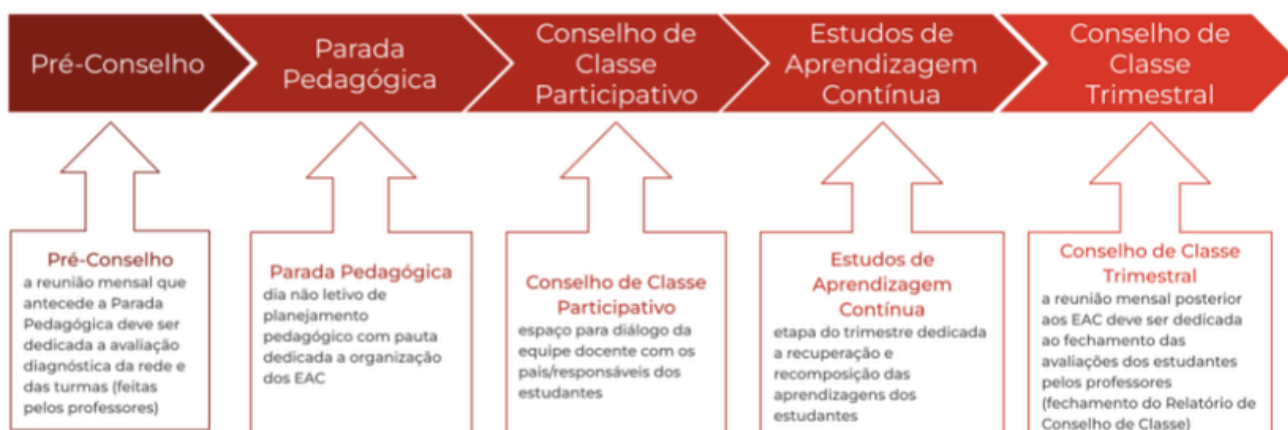 Pré-Conselho
Parada
Pedagógica
Conselho de
Classe
Participativo
Estudos de
Aprendizagem
Contínua
Conselho de
Classe
Trimestral
Pré-Conselho
a reunião mensal que
antecede a Parada
Pedagógica deve ser
dedicada a avaliação
diagnóstica da rede e
das turmas (feitas
pelos professores)
Parada Pedagógica
dia não letivo de
planejamento
pedagógico com pauta
dedicada a organização
dos EAC
Conselho de Classe
Participativo
espaço para diálogo da
equipe docente com os
pais/responsáveis dos
estudantes
Estudos de
Aprendizagem
Contínua
etapa do trimestre dedicada
a recuperação e
recomposição das
aprendizagens dos
estudantes
Conselho de Classe
Trimestral
a reunião mensal posterior
aos EAC deve ser dedicada
ao fechamento das
avaliações dos estudantes
pelos professores
(fechamento do Relatório de
Conselho de Classe)